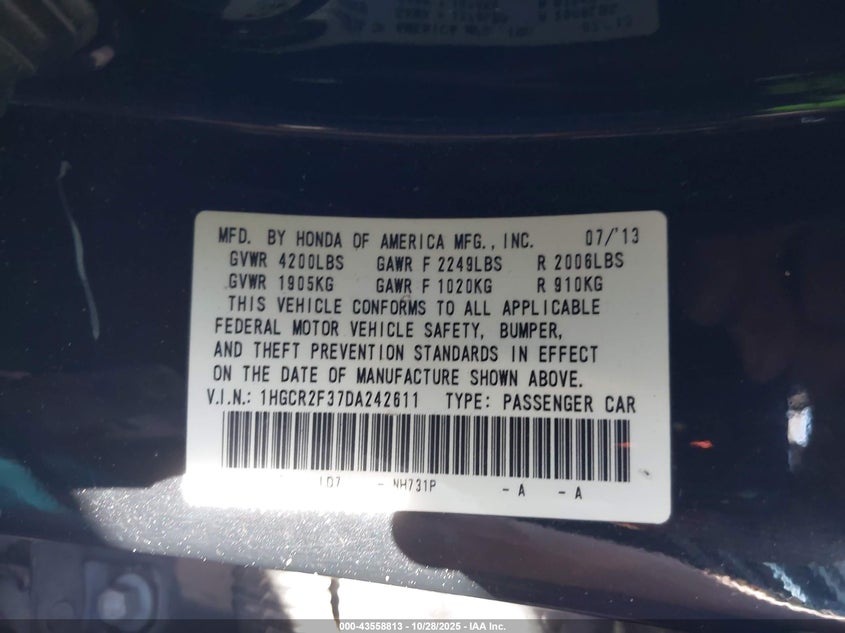 MFD. BY HONDA OF AMERICA MFG., INC. 07/'13
GVWR 4200LBS GAWR F 2249LBS R 2006LBS
GVWR 1905KG GAWR F 1020KG R 910KG
THIS VEHICLE CONFORMS TO ALL APPLICABLE
FEDERAL MOTOR VEHICLE SAFETY, BUMPER,
AND THEFT PREVENTION STANDARDS IN EFFECT
ON THE DATE OF MANUFACTURE SHOWN ABOVE.
V.I.N.: 1HGCR2F37DA242611 TYPE: PASSENGER CAR
- NH731P - A - A
000-43558813 - 10/28/2025 - IAA Inc.